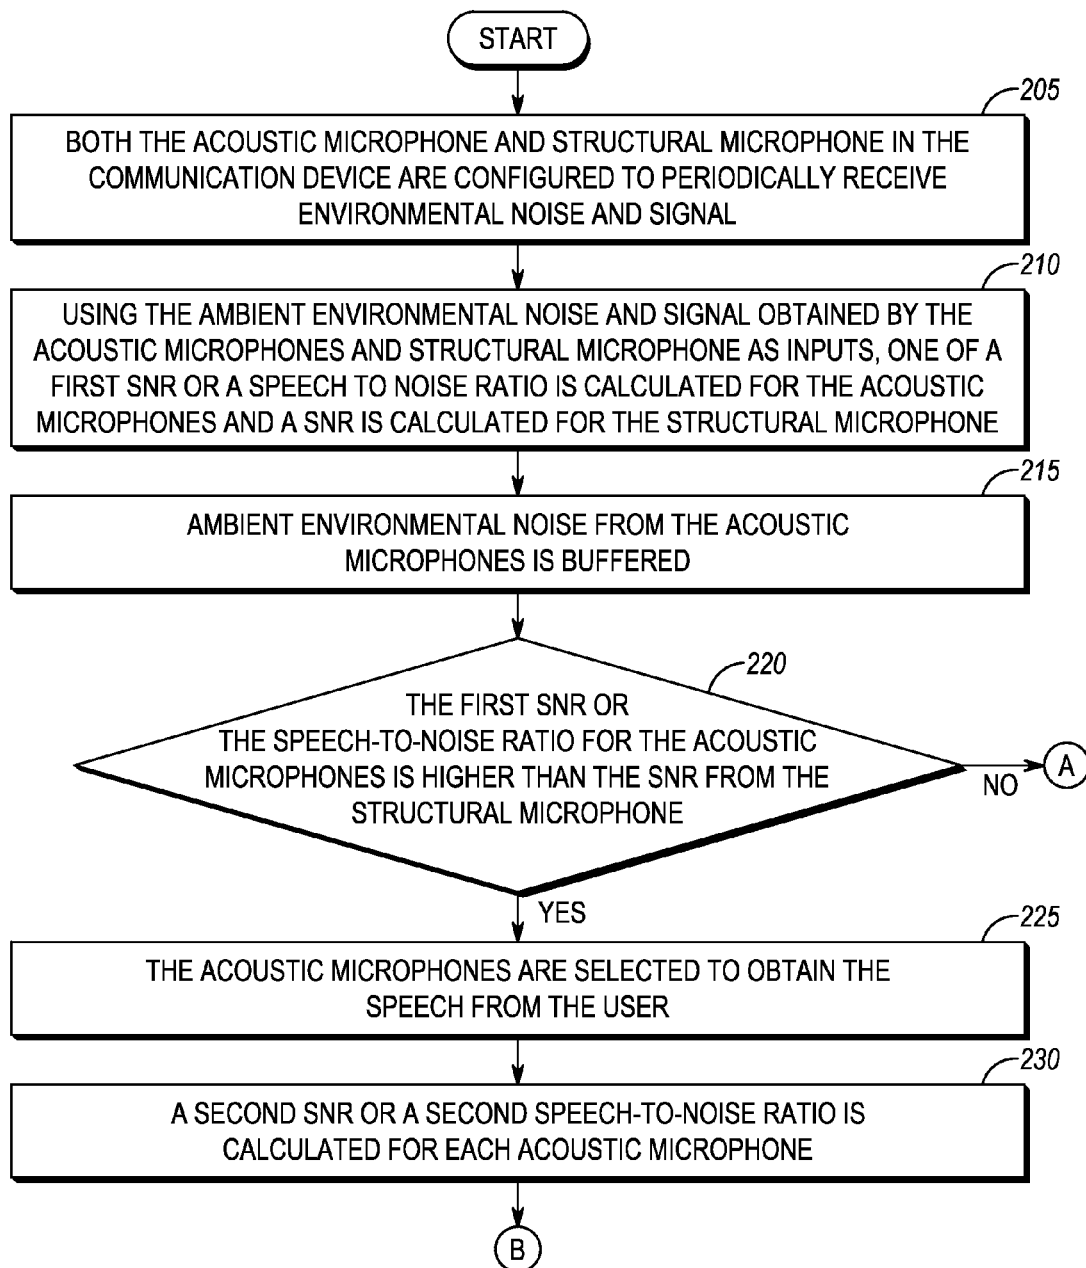 START
205
BOTH THE ACOUSTIC MICROPHONE AND STRUCTURAL MICROPHONE IN THE
COMMUNICATION DEVICE ARE CONFIGURED TO PERIODICALLY RECEIVE
ENVIRONMENTAL NOISE AND SIGNAL
210
USING THE AMBIENT ENVIRONMENTAL NOISE AND SIGNAL OBTAINED BY THE
ACOUSTIC MICROPHONES AND STRUCTURAL MICROPHONE AS INPUTS, ONE OF A
FIRST SNR OR A SPEECH TO NOISE RATIO IS CALCULATED FOR THE ACOUSTIC
MICROPHONES AND A SNR IS CALCULATED FOR THE STRUCTURAL MICROPHONE
215
AMBIENT ENVIRONMENTAL NOISE FROM THE ACOUSTIC
MICROPHONES IS BUFFERED
220
THE FIRST SNR OR
THE SPEECH-TO-NOISE RATIO FOR THE ACOUSTIC
MICROPHONES IS HIGHER THAN THE SNR FROM THE
STRUCTURAL MICROPHONE
NO
A
YES
225
THE ACOUSTIC MICROPHONES ARE SELECTED TO OBTAIN THE
SPEECH FROM THE USER
230
A SECOND SNR OR A SECOND SPEECH-TO-NOISE RATIO IS
CALCULATED FOR EACH ACOUSTIC MICROPHONE
B